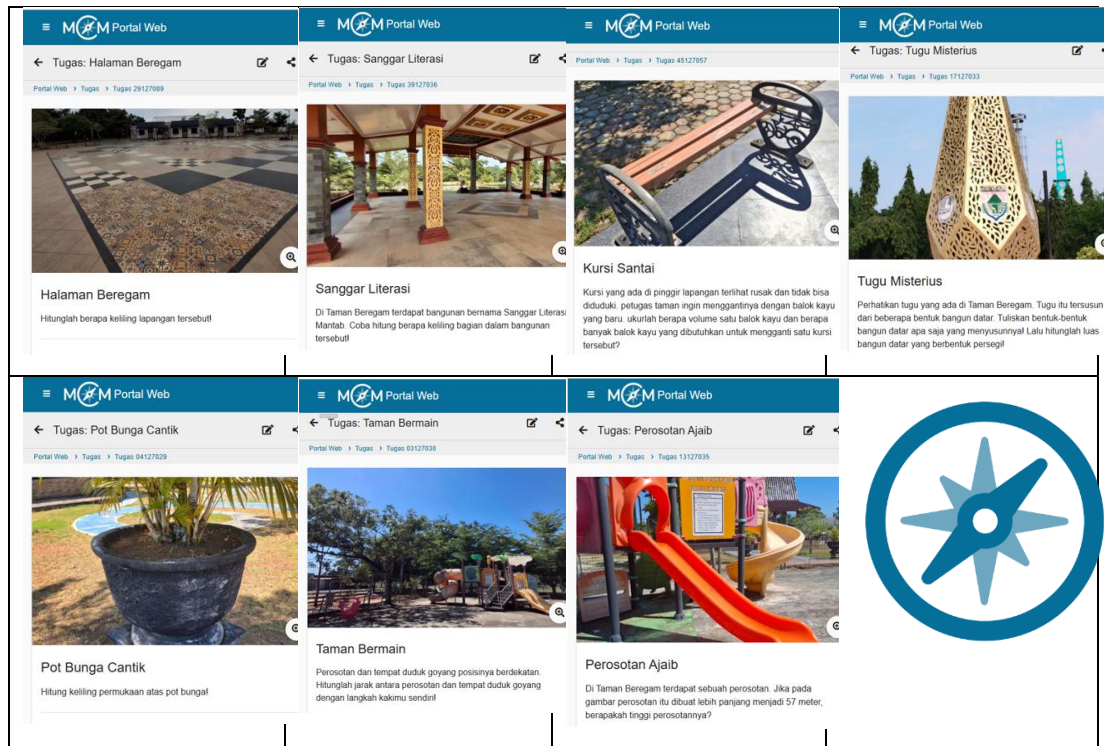 MCM Portal Web
Tugas: Halaman Beregam
Portal Web > Tugas > Tugas 29127089
Halaman Beregam
Hitunglah berapa keliling lapangan tersebut!
MCM Portal Web
Tugas: Sanggar Literasi
Portal Web > Tugas > Tugas 39127036
Sanggar Literasi
Di Taman Beregam terdapat bangunan bernama Sanggar Literasi
Mantab. Coba hitung berapa keliling bagian dalam bangunan
tersebut!
MCM Portal Web
Portal Web > Tugas > Tugas 45127057
Kursi Santai
Kursi yang ada di pinggir lapangan terlihat rusak dan tidak bisa
diduduki. petugas taman ingin menggantinya dengan balok kayu
yang baru. ukurlah berapa volume satu balok kayu dan berapa
banyak balok kayu yang dibutuhkan untuk mengganti satu kursi
tersebut?
MCM Portal Web
Tugas: Tugu Misterius
Portal Web > Tugas > Tugas 17127033
Tugu Misterius
Perhatikan tugu yang ada di Taman Beregam. Tugu itu tersusun
dari beberapa bentuk bangun datar. Tuliskan bentuk-bentuk
bangun datar apa saja yang menyusunnya! Lalu hitunglah luas
bangun datar yang berbentuk persegi!
MCM Portal Web
Tugas: Pot Bunga Cantik
Portal Web > Tugas > Tugas 04127029
Pot Bunga Cantik
Hitung keliling permukaan atas pot bunga!
MCM Portal Web
Tugas: Taman Bermain
Portal Web > Tugas > Tugas 03127030
Taman Bermain
Perosotan dan tempat duduk goyang posisinya berdekatan.
Hitunglah jarak antara perosotan dan tempat duduk goyang
dengan langkah kakimu sendiri!
MCM Portal Web
Tugas: Perosotan Ajaib
Portal Web > Tugas > Tugas 13127035
Perosotan Ajaib
Di Taman Beregam terdapat sebuah perosotan. Jika pada
gambar perosotan itu dibuat lebih panjang menjadi 57 meter,
berapakah tinggi perosotannya?